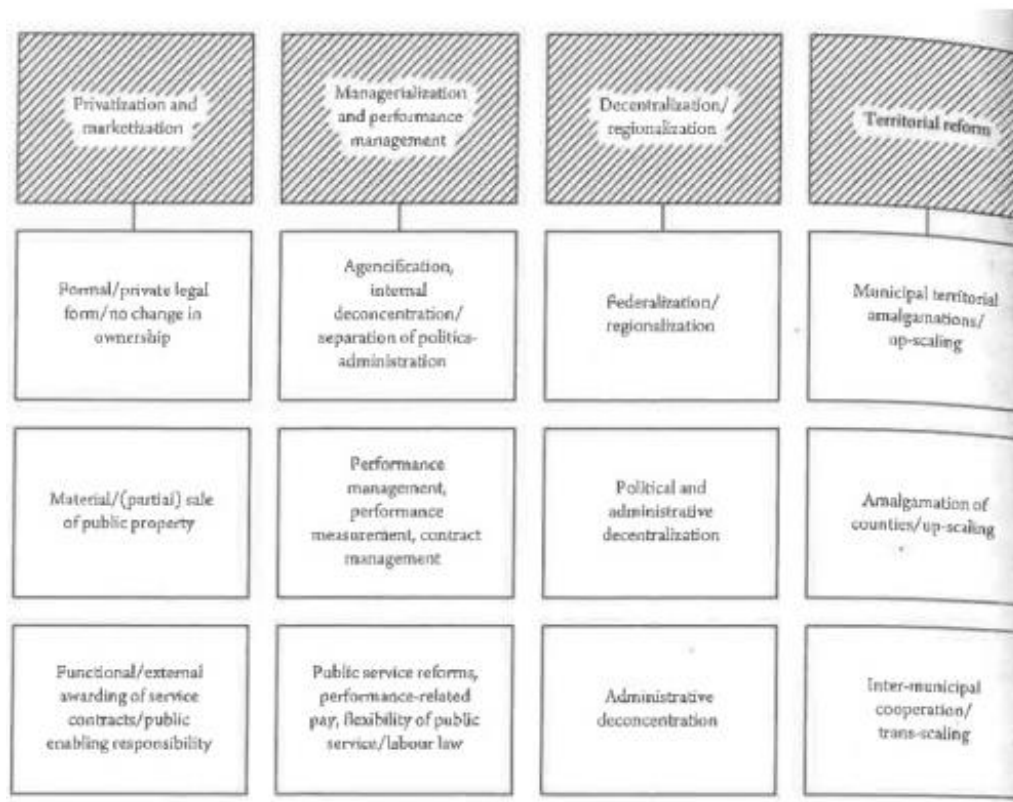 Privatization and
marketization
Managerialization
and performance
management
Decentralization/
regionalization
Territorial reform
Formal/private legal
form/no change in
ownership
Agencification,
internal
deconcentration/
separation of politics-
administration
Federalization/
regionalization
Municipal territorial
amalgamations/
up-scaling
Material/(partial) sale
of public property
Performance
management,
performance
measurement, contract
management
Political and
administrative
decentralization
Amalgamation of
counties/up-scaling
Functional/external
awarding of service
contracts/public
enabling responsibility
Public service reforms,
performance-related
pay, flexibility of public
service/labour law
Administrative
deconcentration
Inter-municipal
cooperation/
trans-scaling